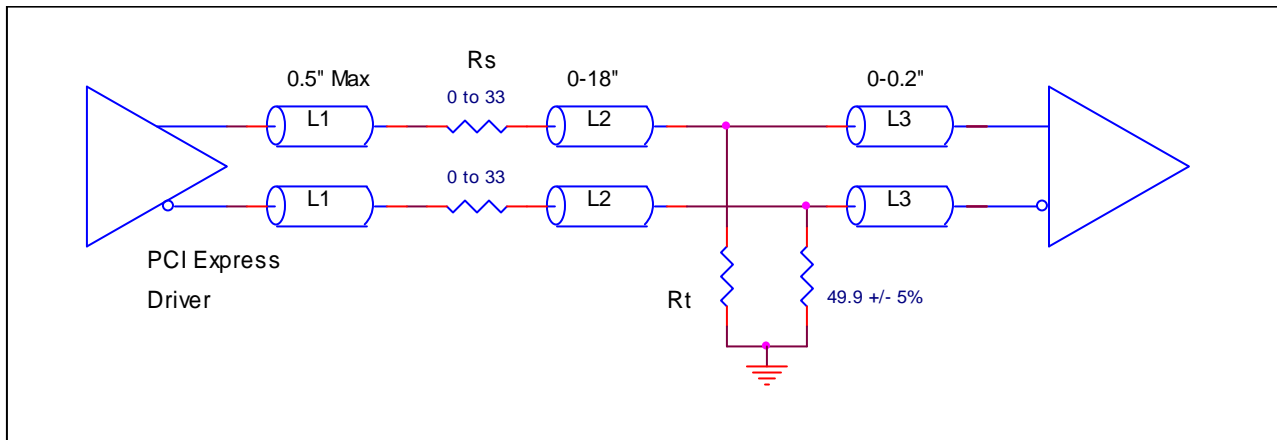 Rs
0.5" Max
0-18"
0-0.2"
0 to 33
L1
L2
L3
0 to 33
L1
L2
L3
PCI Express
Driver
Rt
49.9 +/- 5%